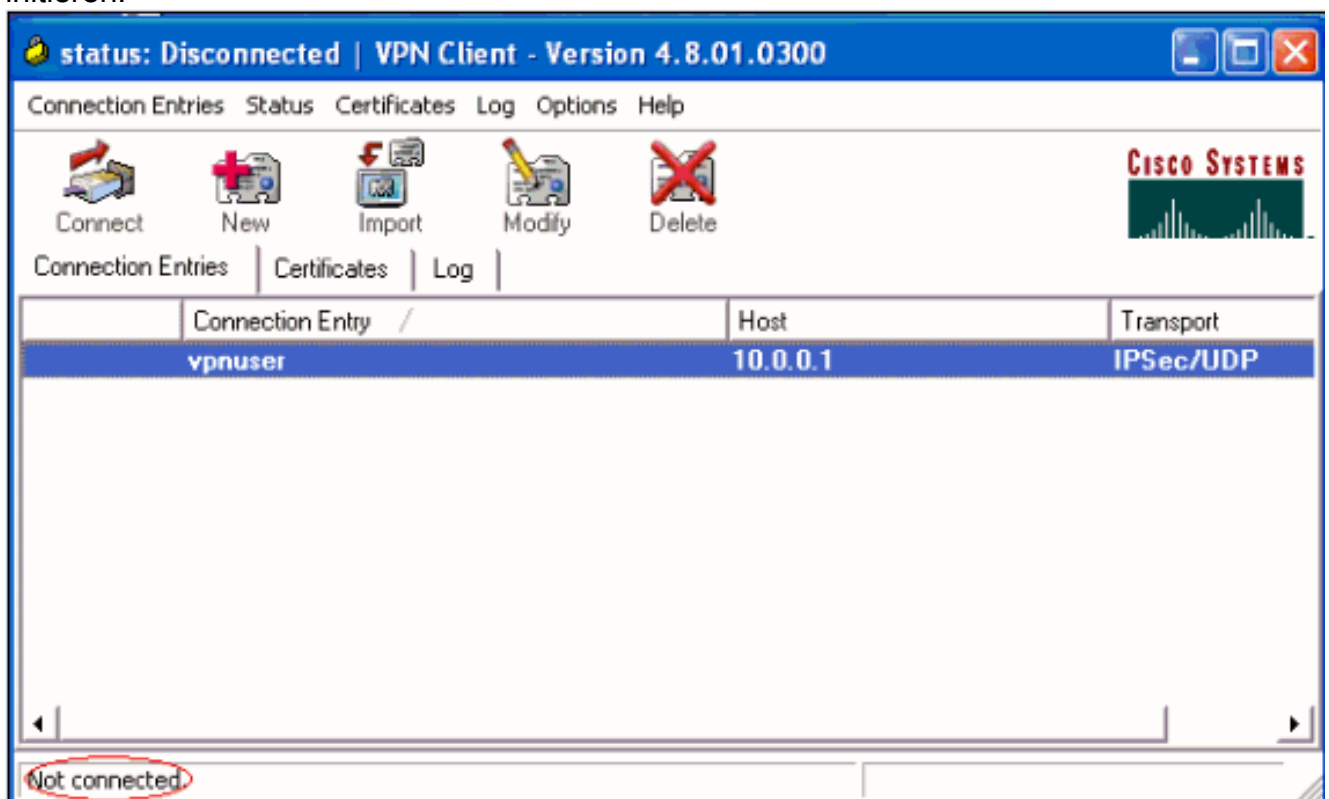 initiëren.
status: Disconnected | VPN Client - Version 4.8.01.0300
Connection Entries Status Certificates Log Options Help
Connect New Import Modify Delete
CISCO SYSTEMS
Connection Entries Certificates Log
Connection Entry / Host Transport
vpnuser 10.0.0.1 IPSec/UDP
Not connected.